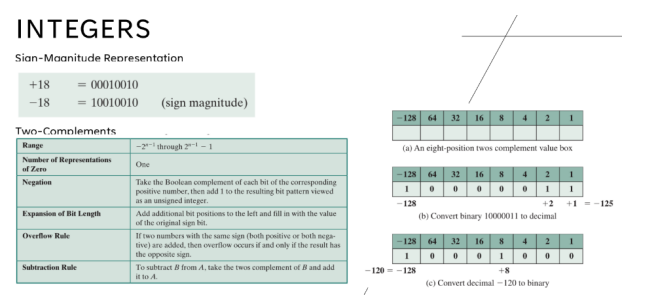 INTEGERS
Sign-Magnitude Representation
+18 = 00010010
−18 = 10010010 (sign magnitude)
Two-Complements
Range −2ⁿ⁻¹ through 2ⁿ⁻¹ − 1
Number of Representations of Zero One
Negation Take the Boolean complement of each bit of the corresponding
positive number, then add 1 to the resulting bit pattern viewed
as an unsigned integer.
Expansion of Bit Length Add additional bit positions to the left and fill in with the value
of the original sign bit.
Overflow Rule If two numbers with the same sign (both positive or both nega-
tive) are added, then overflow occurs if and only if the result has
the opposite sign.
Subtraction Rule To subtract B from A, take the twos complement of B and add
it to A.
−128 64 32 16 8 4 2 1
(a) An eight-position twos complement value box
−128 64 32 16 8 4 2 1
1 0 0 0 0 0 1 1
−128 +2 +1 = −125
(b) Convert binary 10000011 to decimal
−128 64 32 16 8 4 2 1
1 0 0 0 1 0 0 0
−120 = −128 +8
(c) Convert decimal −120 to binary